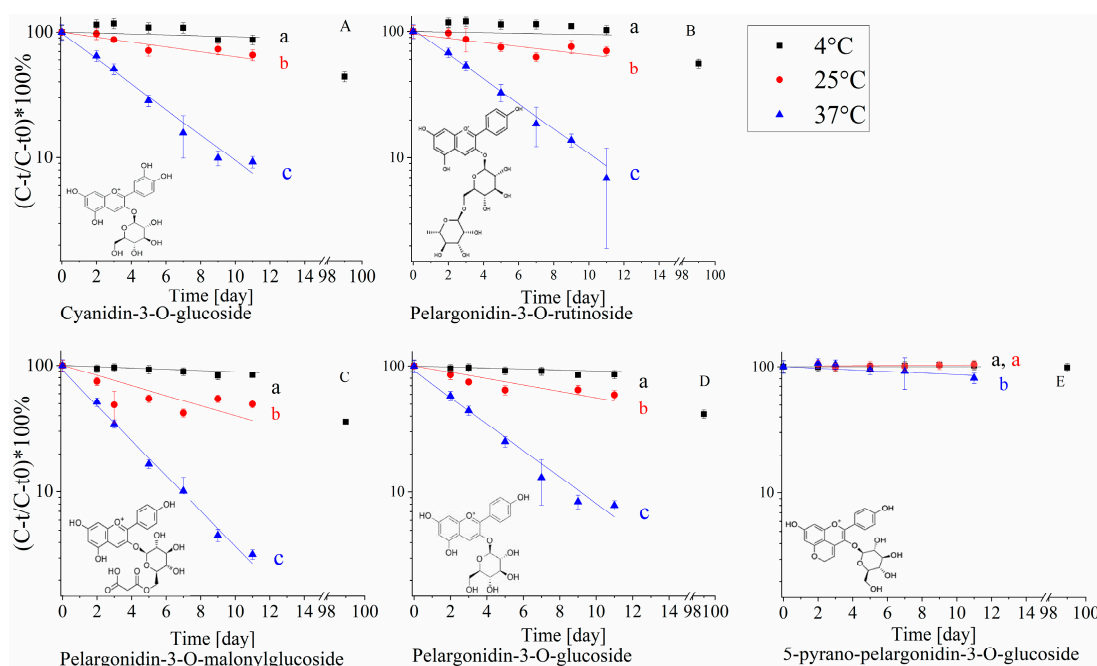 A
100
10
(C-t/C-t0)*100%
a
b
c
0 2 4 6 8 10 12 14 98 100
Time [day]
Cyanidin-3-O-glucoside
B
100
10
a
b
c
0 2 4 6 8 10 12 14 98 100
Time [day]
Pelargonidin-3-O-rutinoside
4°C
25°C
37°C
C
100
10
(C-t/C-t0)*100%
a
b
c
0 2 4 6 8 10 12 14 98 100
Time [day]
Pelargonidin-3-O-malonylglucoside
D
100
10
a
b
c
0 2 4 6 8 10 12 14 98 100
Time [day]
Pelargonidin-3-O-glucoside
E
100
10
a, a
b
0 2 4 6 8 10 12 14 98 100
Time [day]
5-pyrano-pelargonidin-3-O-glucoside